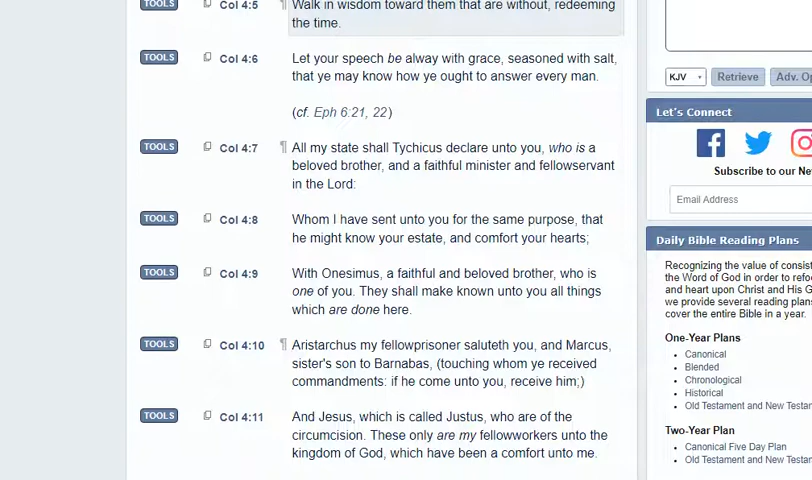 TOOLS Col 4:5 ¶ Walk in wisdom toward them that are without, redeeming
the time.
TOOLS Col 4:6 Let your speech be alway with grace, seasoned with salt,
that ye may know how ye ought to answer every man.
(cf. Eph 6:21, 22)
TOOLS Col 4:7 ¶ All my state shall Tychicus declare unto you, who is a
beloved brother, and a faithful minister and fellowservant
in the Lord:
TOOLS Col 4:8 Whom I have sent unto you for the same purpose, that
he might know your estate, and comfort your hearts;
TOOLS Col 4:9 With Onesimus, a faithful and beloved brother, who is
one of you. They shall make known unto you all things
which are done here.
TOOLS Col 4:10 ¶ Aristarchus my fellowprisoner saluteth you, and Marcus,
sister's son to Barnabas, (touching whom ye received
commandments: if he come unto you, receive him;)
TOOLS Col 4:11 And Jesus, which is called Justus, who are of the
circumcision. These only are my fellowworkers unto the
kingdom of God, which have been a comfort unto me.
KJV Retrieve Adv.
Let's Connect
Subscribe to our
Email Address
Daily Bible Reading Plans
Recognizing the value of
the Word of God in order to
and heart upon Christ and His
we provide several reading
cover the entire Bible in a year.
One-Year Plans
• Canonical
• Blended
• Chronological
• Historical
• Old Testament and New
Two-Year Plan
• Canonical Five Day Plan
• Old Testament and New